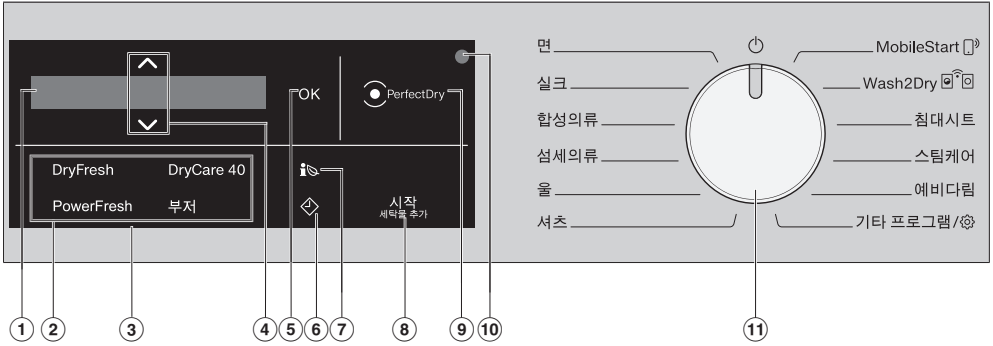 OK
PerfectDry
DryFresh
DryCare 40
PowerFresh
부저
시작
세탁물 추가
면
실크
합성의류
섬세의류
울
셔츠
MobileStart
Wash2Dry
침대시트
스팀케어
예비다림
기타 프로그램/
1 2 3 4 5 6 7 8 9 10 11